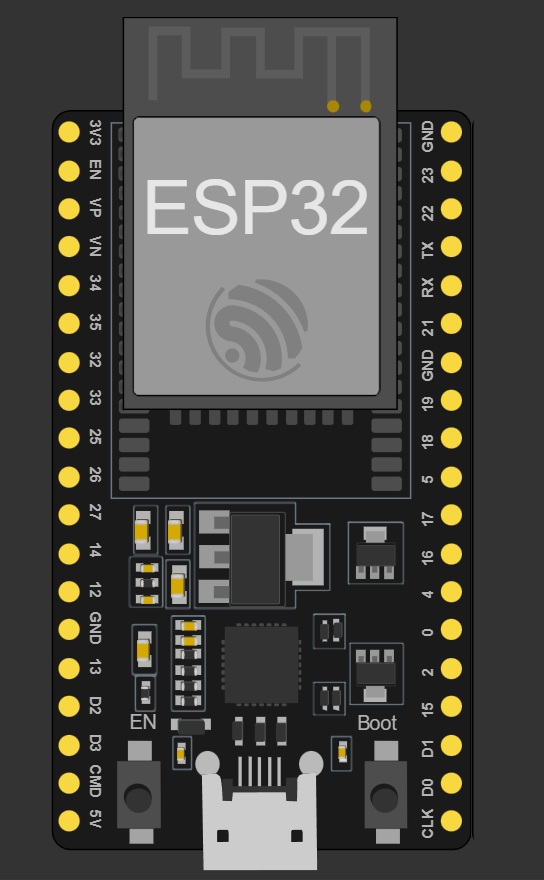 ESP32
3V3
EN
VP
VN
34
35
32
33
25
26
27
14
12
GND
13
D2
D3
CMD
5V
GND
23
22
TX
RX
21
GND
19
18
5
17
16
4
0
2
15
D1
D0
CLK
EN
Boot